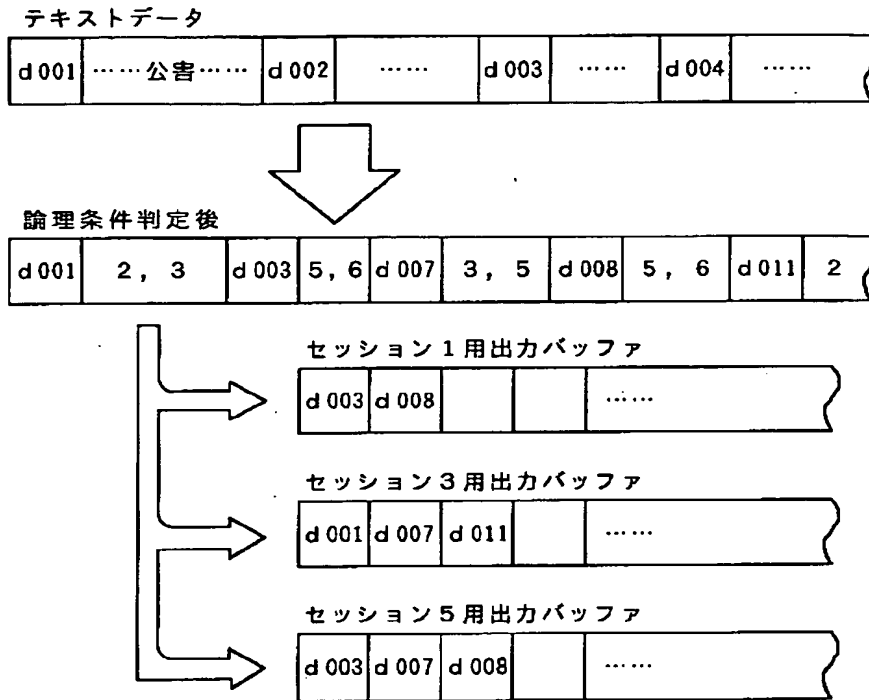 テキストデータ
d001 ……公害…… d002 …… d003 …… d004 ……
論理条件判定後
d001 2, 3 d003 5, 6 d007 3, 5 d008 5, 6 d011 2
セッション1用出力バッファ
d003 d008 ……
セッション3用出力バッファ
d001 d007 d011 ……
セッション5用出力バッファ
d003 d007 d008 ……